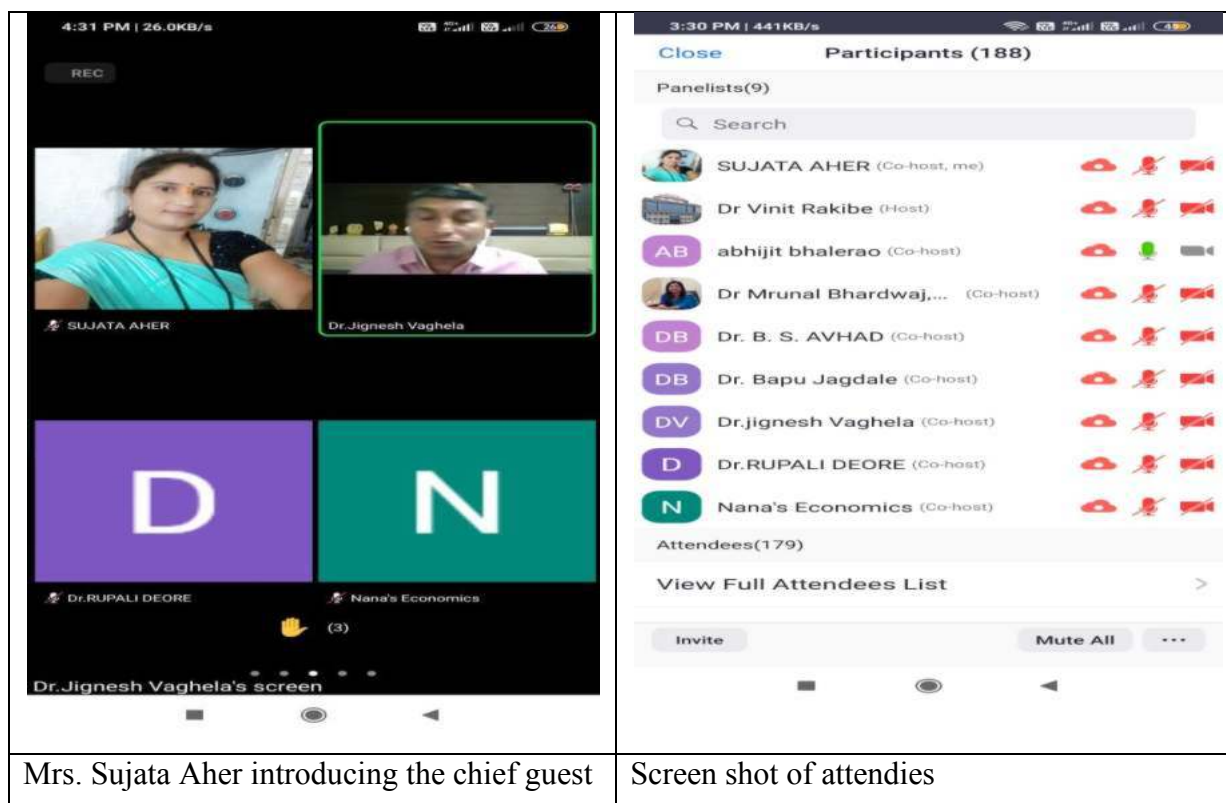 4:31 PM | 26.0KB/s
26
REC
SUJATA AHER
Dr.Jignesh Vaghela
D
N
Dr.RUPALI DEORE
Nana's Economics
(3)
Dr.Jignesh Vaghela's screen
Mrs. Sujata Aher introducing the chief guest
3:30 PM | 441KB/s
Close Participants (188)
Panelists(9)
Search
SUJATA AHER (Co-host, me)
Dr Vinit Rakibe (Host)
AB abhijit bhalerao (Co-host)
Dr Mrunal Bhardwaj,... (Co-host)
DB Dr. B. S. AVHAD (Co-host)
DB Dr. Bapu Jagdale (Co-host)
DV Dr.jignesh Vaghela (Co-host)
D Dr.RUPALI DEORE (Co-host)
N Nana's Economics (Co-host)
Attendees(179)
View Full Attendees List >
Invite Mute All ...
Screen shot of attendies